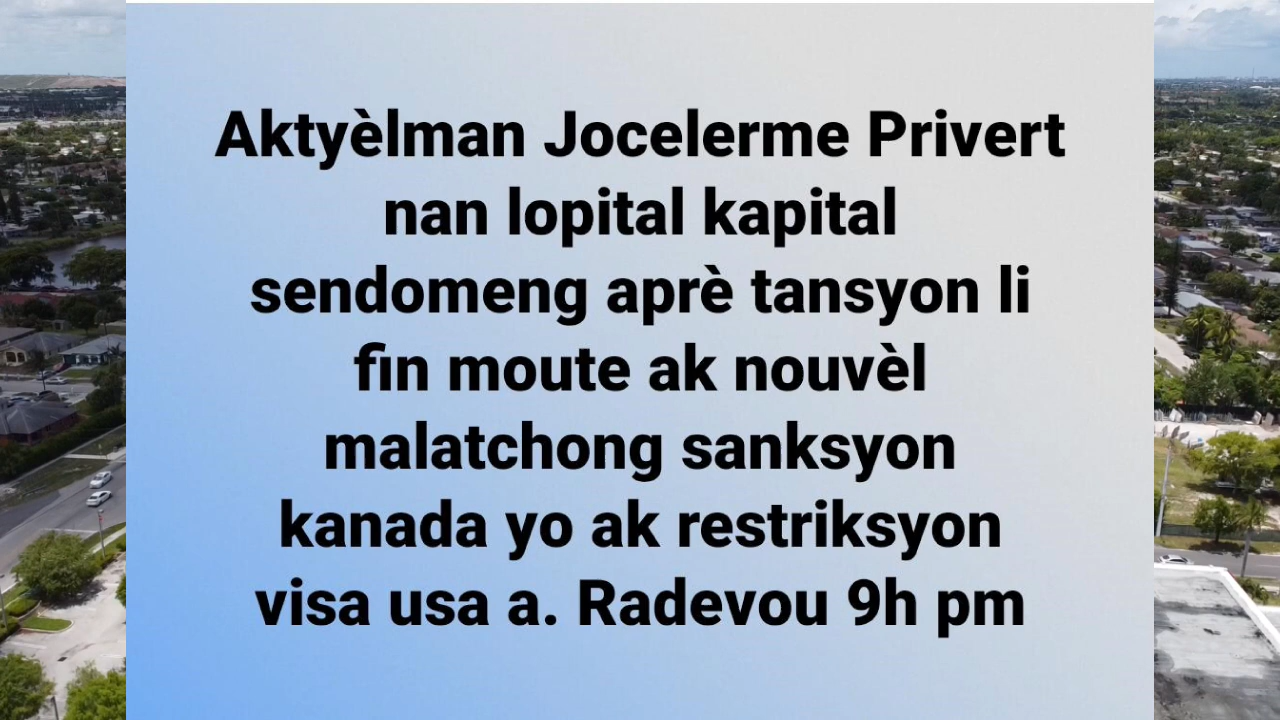 Aktyèlman Jocelerme Privert
nan lopital kapital
sendomeng aprè tansyon li
fin moute ak nouvèl
malatchong sanksyon
kanada yo ak restriksyon
visa usa a. Radevou 9h pm